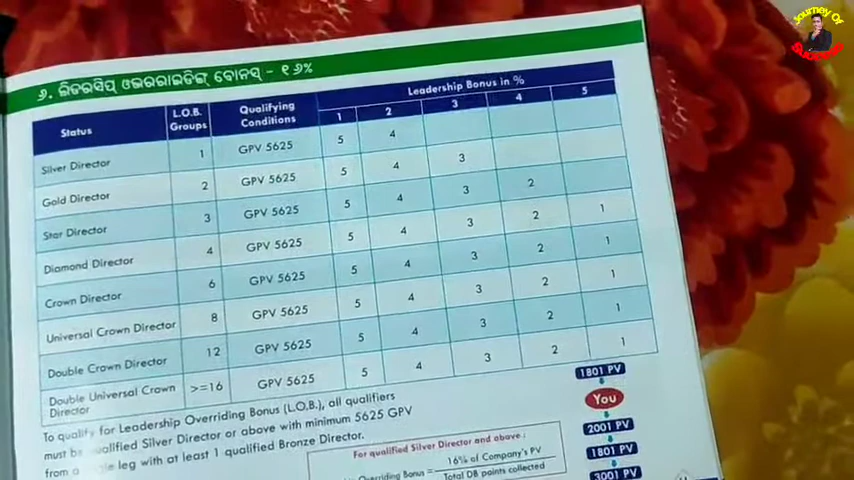 ୬. ଲିଡରସିପ୍ ଓଭରରାଇଡିଙ୍ଗ୍ ବୋନସ୍ - ୧୬%
Journey Of
Success
Status L.O.B. Groups Qualifying Conditions Leadership Bonus in %
1 2 3 4 5
Silver Director 1 GPV 5625 5 4
Gold Director 2 GPV 5625 5 4 3
Star Director 3 GPV 5625 5 4 3 2
Diamond Director 4 GPV 5625 5 4 3 2 1
Crown Director 6 GPV 5625 5 4 3 2 1
Universal Crown Director 8 GPV 5625 5 4 3 2 1
Double Crown Director 12 GPV 5625 5 4 3 2 1
Double Universal Crown Director >=16 GPV 5625 5 4 3 2 1
To qualify for Leadership Overriding Bonus (L.O.B.), all qualifiers
must be qualified Silver Director or above with minimum 5625 GPV
from a leg with at least 1 qualified Bronze Director.
For qualified Silver Director and above :
Overriding Bonus = 16% of Company's PV
Total OB points collected
1801 PV
You
2001 PV
1801 PV
3001 PV